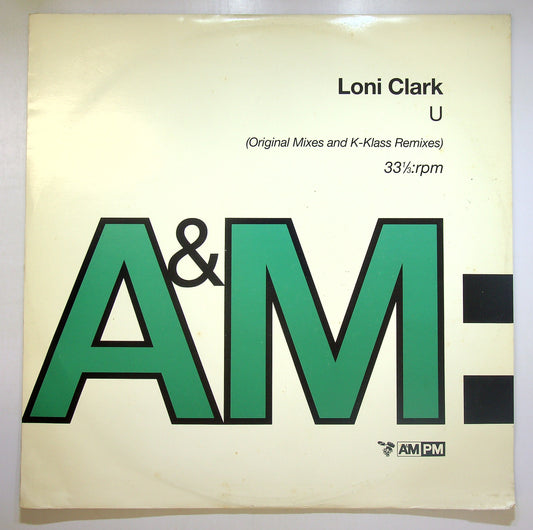 Loni Clark
U
(Original Mixes and K-Klass Remixes)
33⅓:rpm
A&M:
AM PM